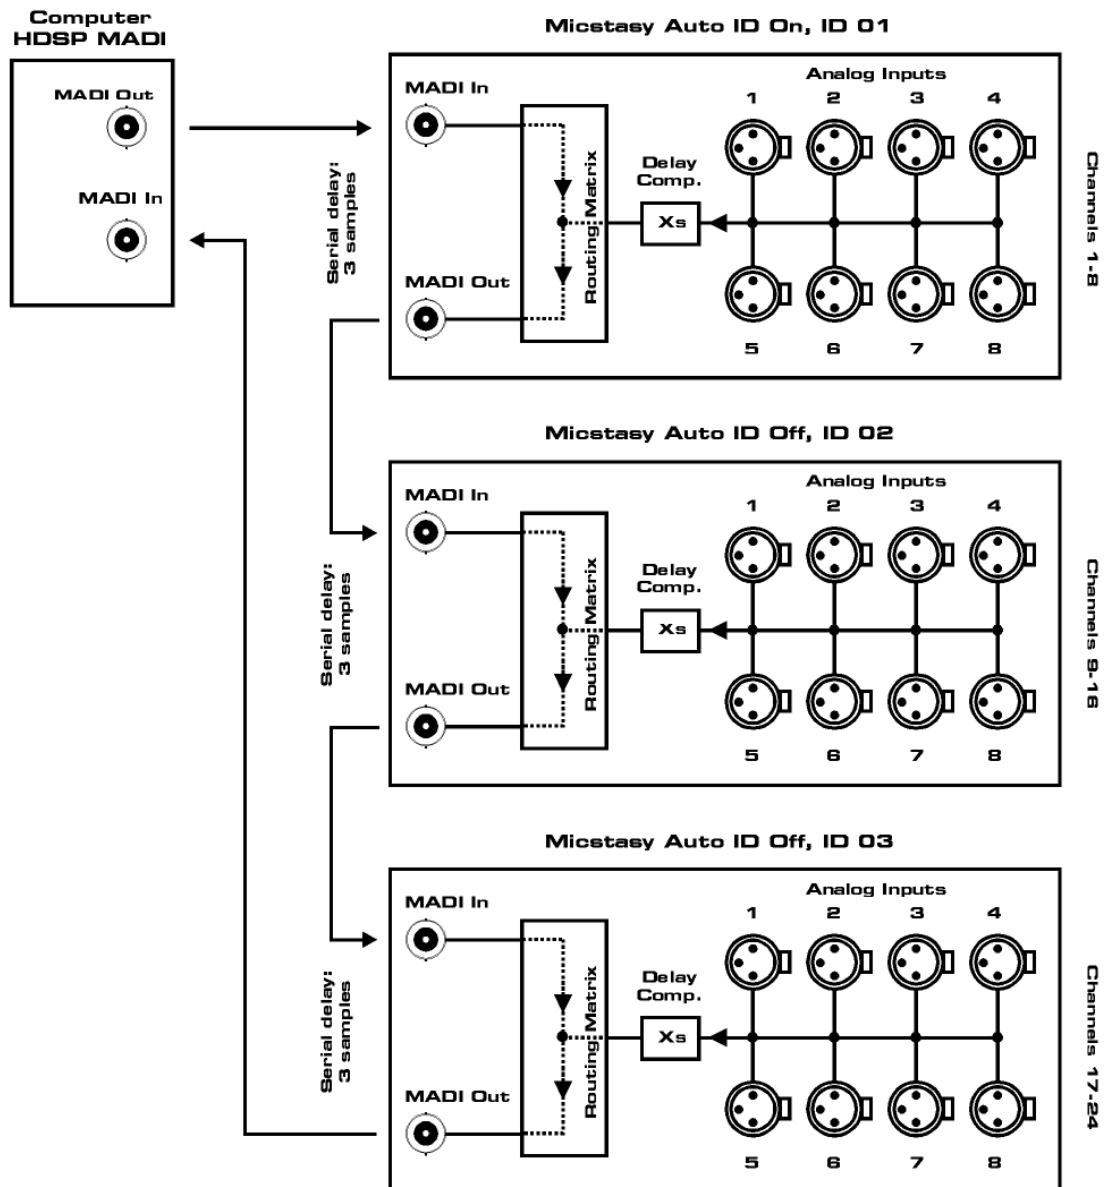 Computer
HDSP MADI
MADI Out
MADI In
Serial delay:
3 samples
Micstasy Auto ID On, ID 01
MADI In
MADI Out
Routing Matrix
Delay
Comp.
Xs
Analog Inputs
1 2 3 4
5 6 7 8
Channels 1-8
Serial delay:
3 samples
Micstasy Auto ID Off, ID 02
MADI In
MADI Out
Routing Matrix
Delay
Comp.
Xs
Analog Inputs
1 2 3 4
5 6 7 8
Channels 9-16
Serial delay:
3 samples
Micstasy Auto ID Off, ID 03
MADI In
MADI Out
Routing Matrix
Delay
Comp.
Xs
Analog Inputs
1 2 3 4
5 6 7 8
Channels 17-24